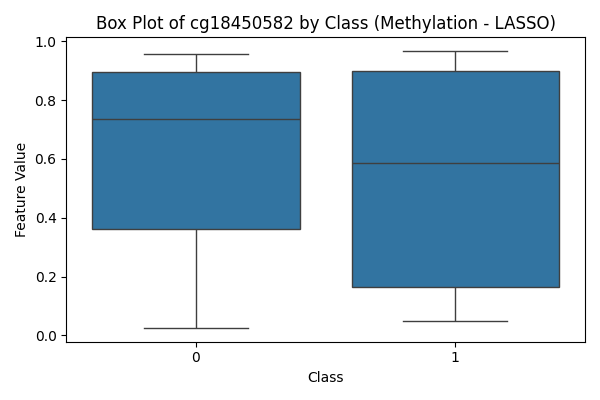 Box Plot of cg18450582 by Class (Methylation - LASSO)
Feature Value
1.0
0.8
0.6
0.4
0.2
0.0
0
1
Class